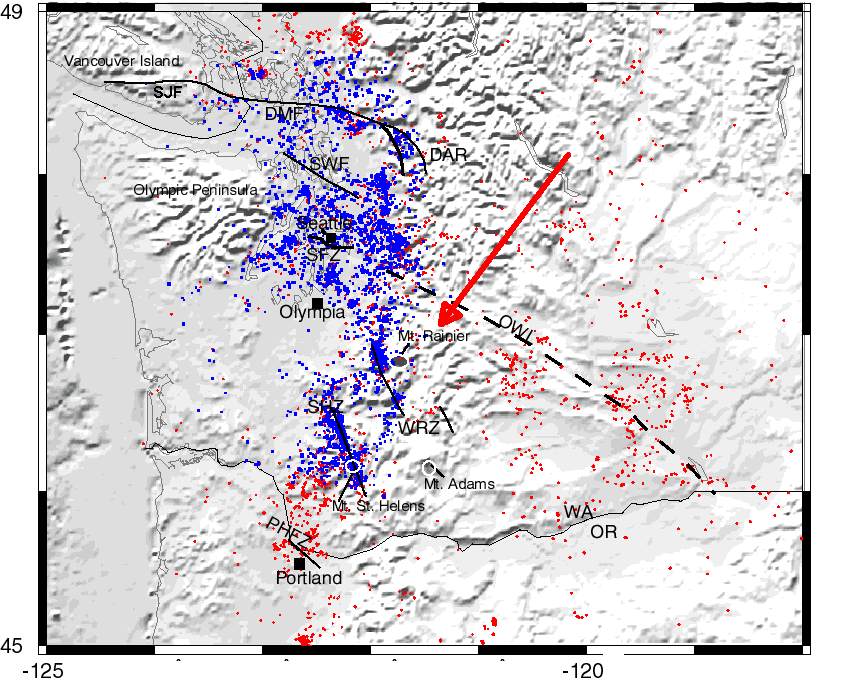 49
Vancouver Island
SJF
DMF
DAR
SWF
Olympic Peninsula
Seattle
SFZ
Olympia
OWL
Mt. Rainier
SHZ
WRZ
Mt. Adams
Mt. St. Helens
WA
PHFZ
OR
Portland
45
-125
-120